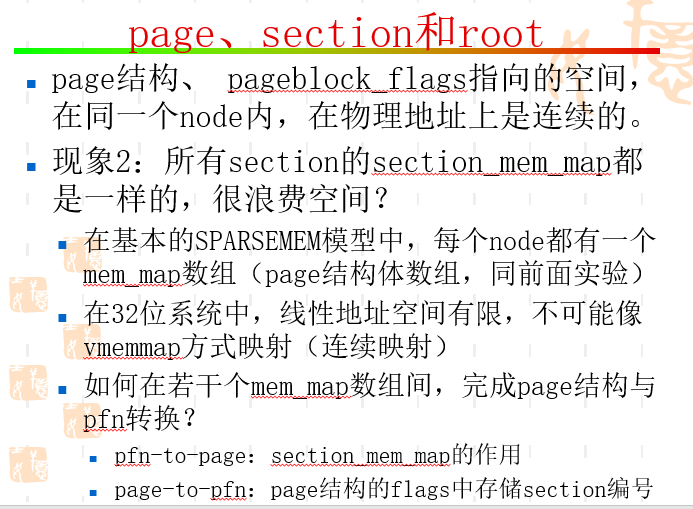 page、section和root
page结构、 pageblock_flags指向的空间，
在同一个node内，在物理地址上是连续的。
现象2：所有section的section_mem_map都
是一样的，很浪费空间？
在基本的SPARSEMEM模型中，每个node都有一个
mem_map数组（page结构体数组，同前面实验）
在32位系统中，线性地址空间有限，不可能像
vmemmap方式映射（连续映射）
如何在若干个mem_map数组间，完成page结构与
pfn转换？
pfn-to-page：section_mem_map的作用
page-to-pfn：page结构的flags中存储section编号